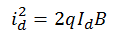 i_d^2 = 2qI_dB